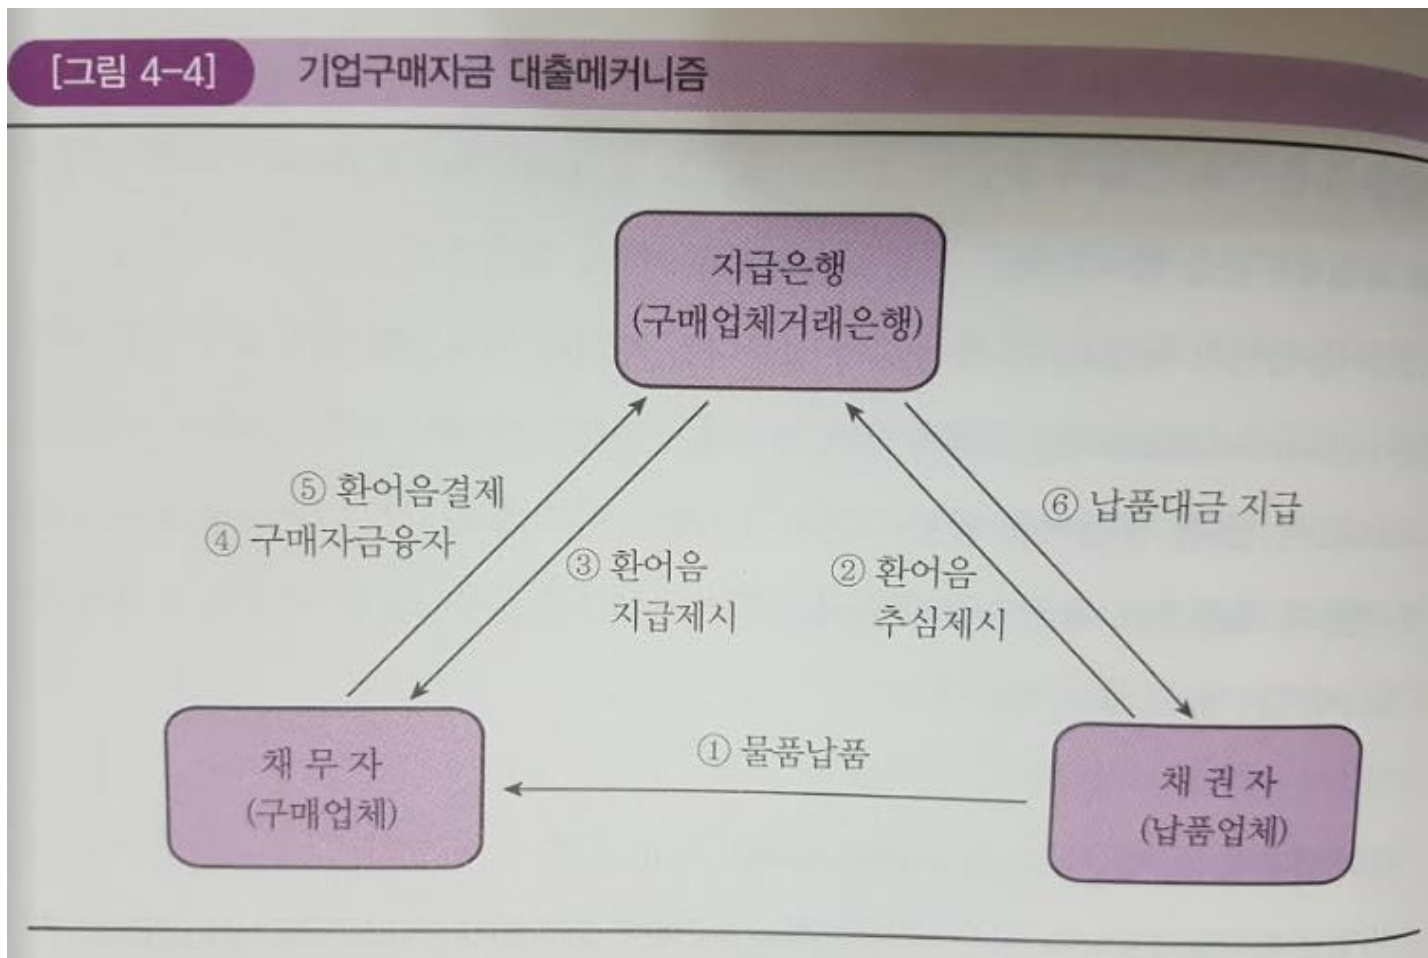 [그림 4-4] 기업구매자금 대출메커니즘
지급은행
(구매업체거래은행)
⑤ 환어음결제
④ 구매자금융자
③ 환어음
지급제시
② 환어음
추심제시
⑥ 납품대금 지급
① 물품납품
채 무 자
(구매업체)
채 권 자
(납품업체)